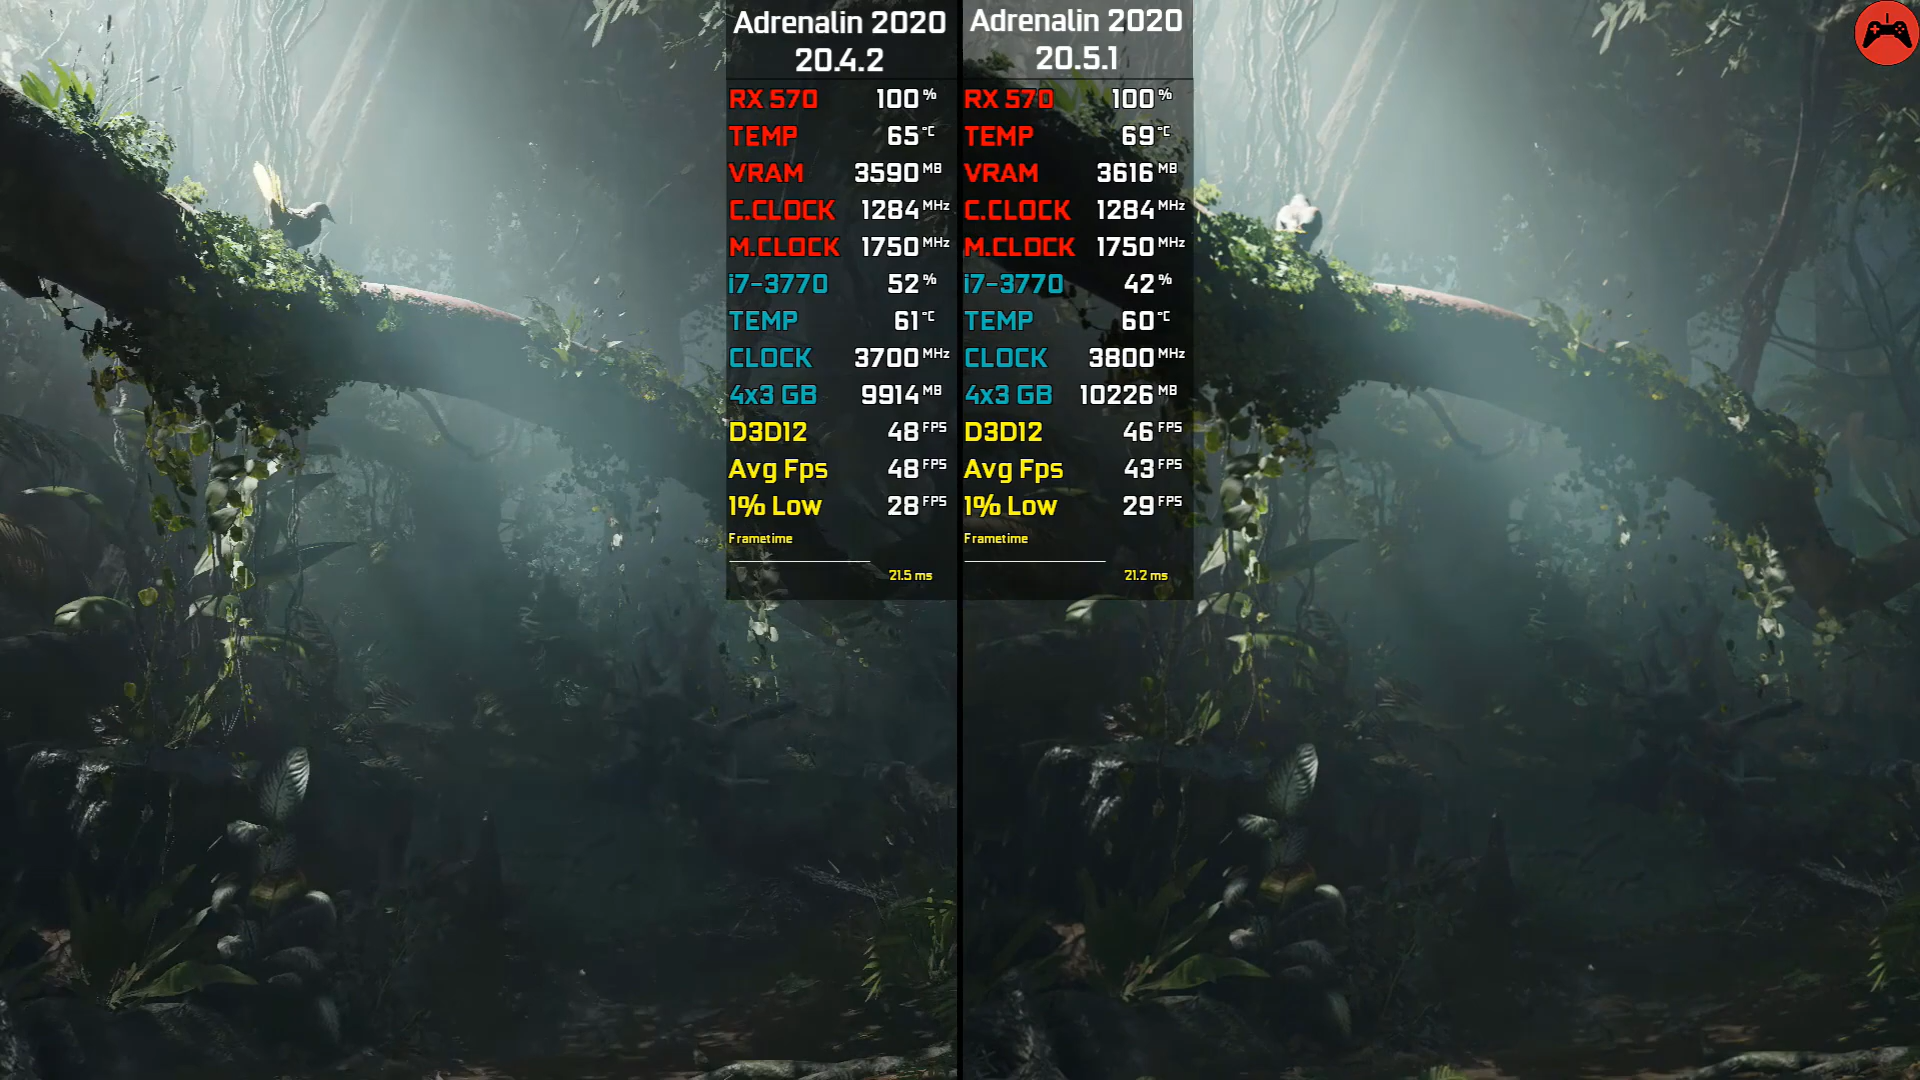 Adrenalin 2020
20.4.2
RX 570 100 %
TEMP 65 °C
VRAM 3590 MB
C.CLOCK 1284 MHz
M.CLOCK 1750 MHz
i7-3770 52 %
TEMP 61 °C
CLOCK 3700 MHz
4x3 GB 9914 MB
D3D12 48 FPS
Avg Fps 48 FPS
1% Low 28 FPS
Frametime
21.5 ms
Adrenalin 2020
20.5.1
RX 570 100 %
TEMP 69 °C
VRAM 3616 MB
C.CLOCK 1284 MHz
M.CLOCK 1750 MHz
i7-3770 42 %
TEMP 60 °C
CLOCK 3800 MHz
4x3 GB 10226 MB
D3D12 46 FPS
Avg Fps 43 FPS
1% Low 29 FPS
Frametime
21.2 ms